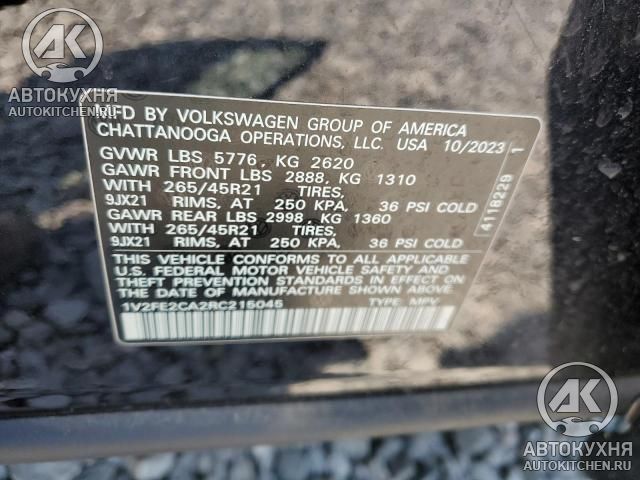 AK
АВТОКУХНЯ
AUTOKITCHEN.RU
MFD BY VOLKSWAGEN GROUP OF AMERICA
CHATTANOOGA OPERATIONS, LLC. USA 10/2023
GVWR LBS 5776, KG 2620
GAWR FRONT LBS 2888, KG 1310
WITH 265/45R21 TIRES,
9JX21 RIMS, AT 250 KPA, 36 PSI COLD
GAWR REAR LBS 2998, KG 1360
WITH 265/45R21 TIRES,
9JX21 RIMS, AT 250 KPA, 36 PSI COLD
THIS VEHICLE CONFORMS TO ALL APPLICABLE
U.S. FEDERAL MOTOR VEHICLE SAFETY AND
THEFT PREVENTION STANDARDS IN EFFECT ON
THE DATE OF MANUFACTURE SHOWN ABOVE.
1V2FE2CA2RC215045 TYPE MPV
4118229 1
AK
АВТОКУХНЯ
AUTOKITCHEN.RU